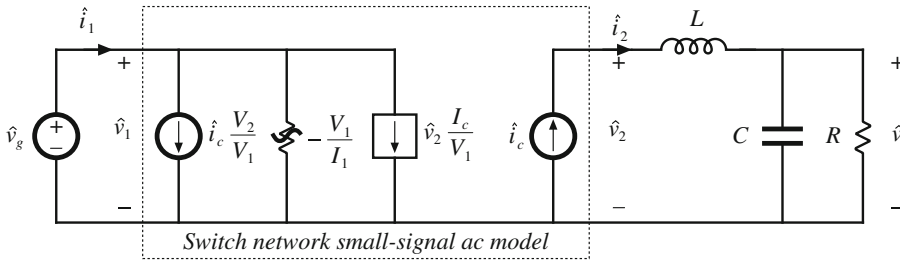 î₁ î₂ L
+ + +
v̂g + − v̂₁ îc V₂/V₁ − V₁/I₁ v̂₂ Ic/V₁ îc v̂₂ C R v̂
− − −
Switch network small-signal ac model